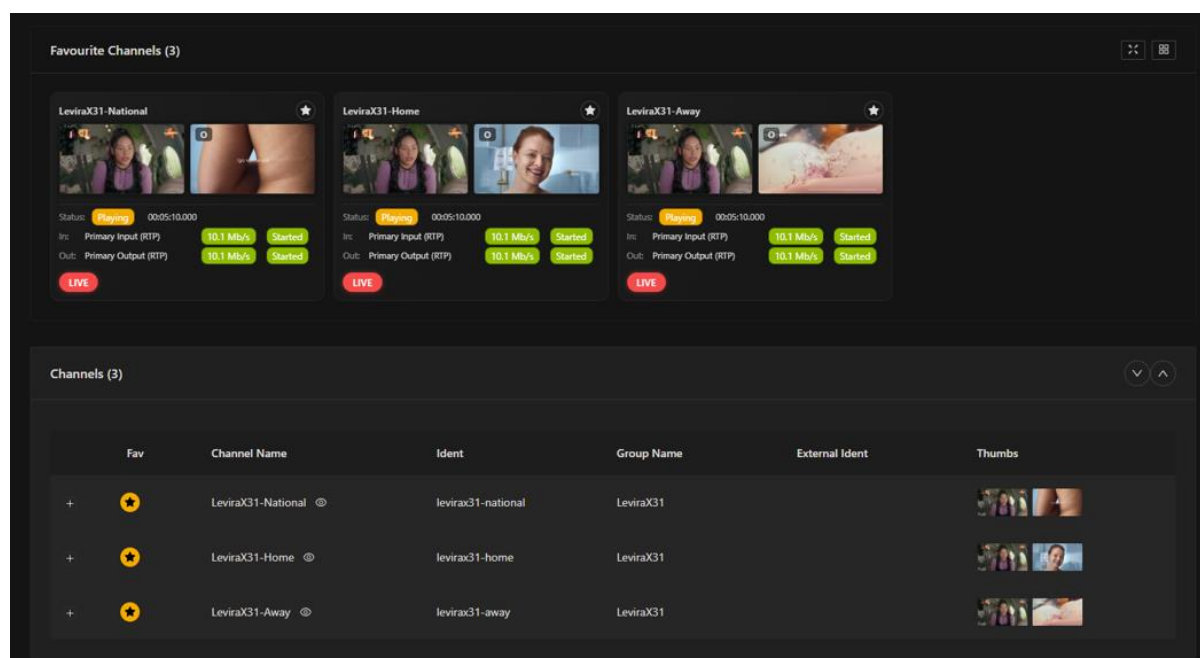 Favourite Channels (3)
LeviraX31-National
O
Status: Playing 00:05:10.000
In: Primary Input (RTP) 10.1 Mb/s Started
Out: Primary Output (RTP) 10.1 Mb/s Started
LIVE
LeviraX31-Home
O
Status: Playing 00:05:10.000
In: Primary Input (RTP) 10.1 Mb/s Started
Out: Primary Output (RTP) 10.1 Mb/s Started
LIVE
LeviraX31-Away
O
Status: Playing 00:05:10.000
In: Primary Input (RTP) 10.1 Mb/s Started
Out: Primary Output (RTP) 10.1 Mb/s Started
LIVE
Channels (3)
Fav Channel Name Ident Group Name External Ident Thumbs
+ LeviraX31-National levirax31-national LeviraX31
+ LeviraX31-Home levirax31-home LeviraX31
+ LeviraX31-Away levirax31-away LeviraX31